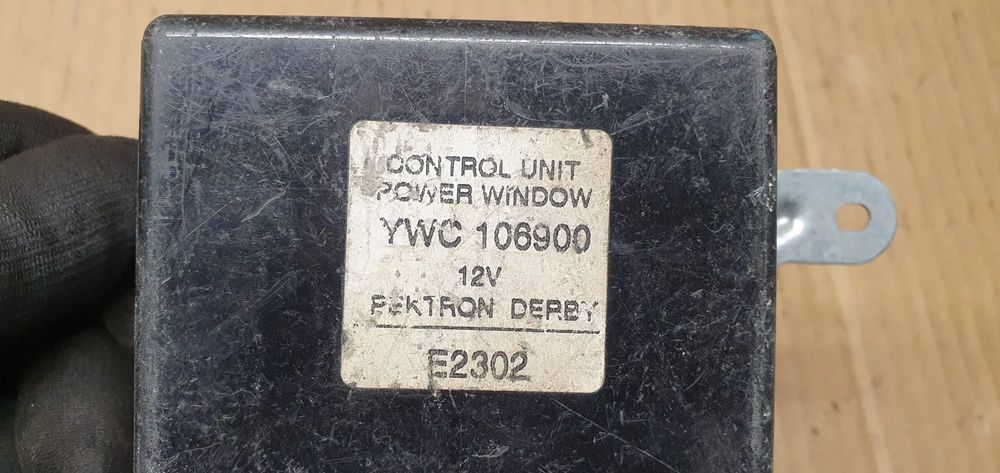 CONTROL UNIT
POWER WINDOW
YWC 106900
12V
PEKTRON DERBY
E2302